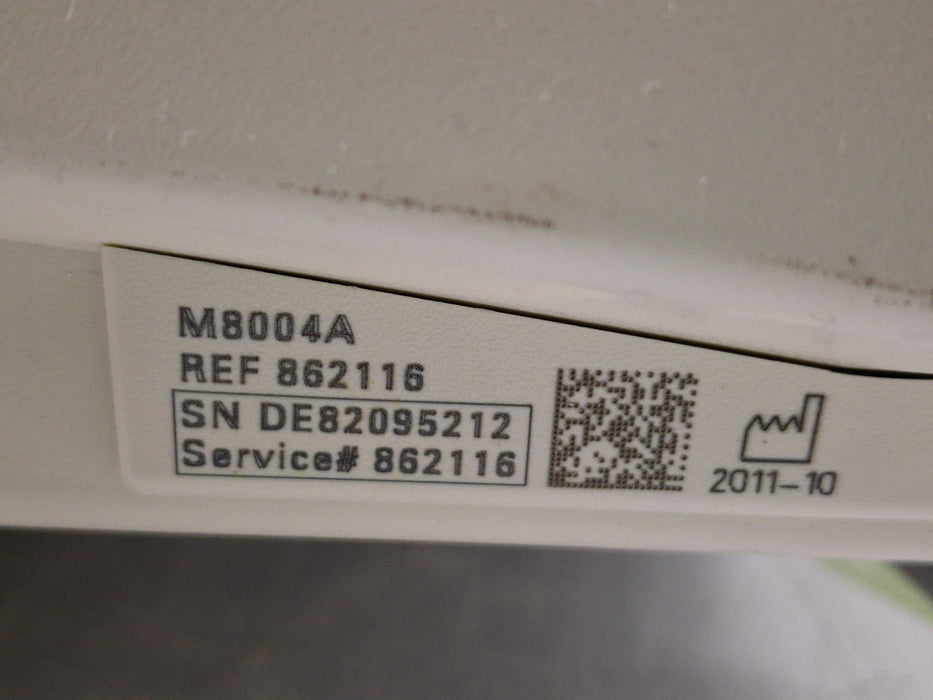 M8004A
REF 862116
SN DE82095212
Service# 862116
2011-10